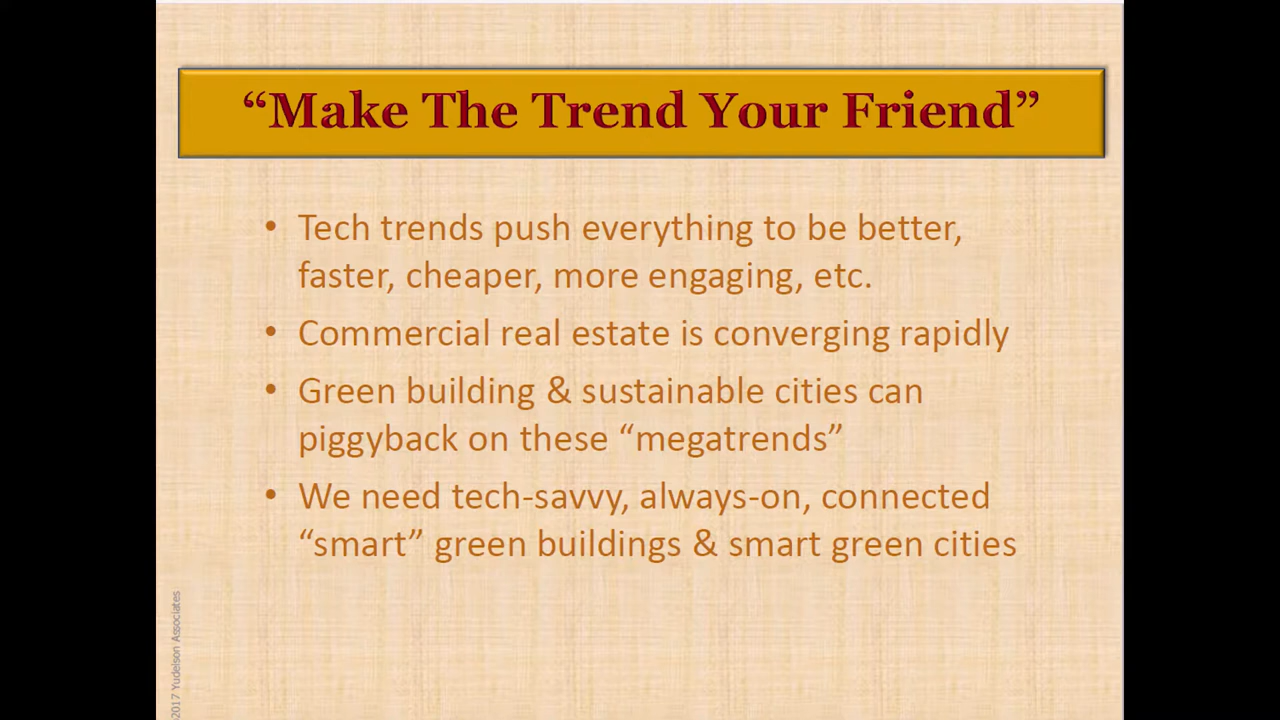 “Make The Trend Your Friend”
• Tech trends push everything to be better,
faster, cheaper, more engaging, etc.
• Commercial real estate is converging rapidly
• Green building & sustainable cities can
piggyback on these “megatrends”
• We need tech-savvy, always-on, connected
“smart” green buildings & smart green cities
2017 Yudelson Associates